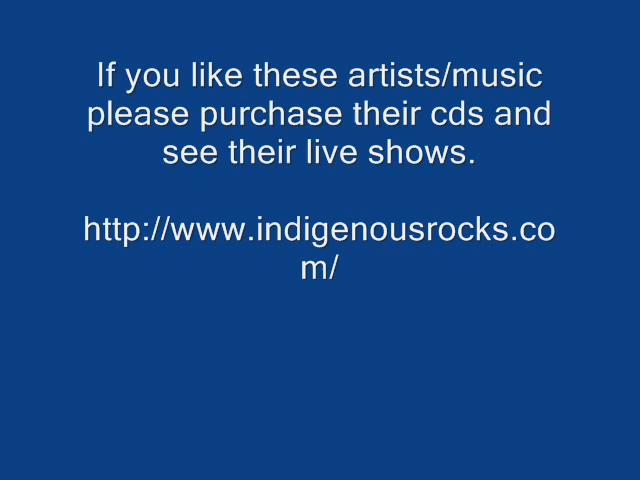 If you like these artists/music
please purchase their cds and
see their live shows.
http://www.indigenousrocks.co
m/